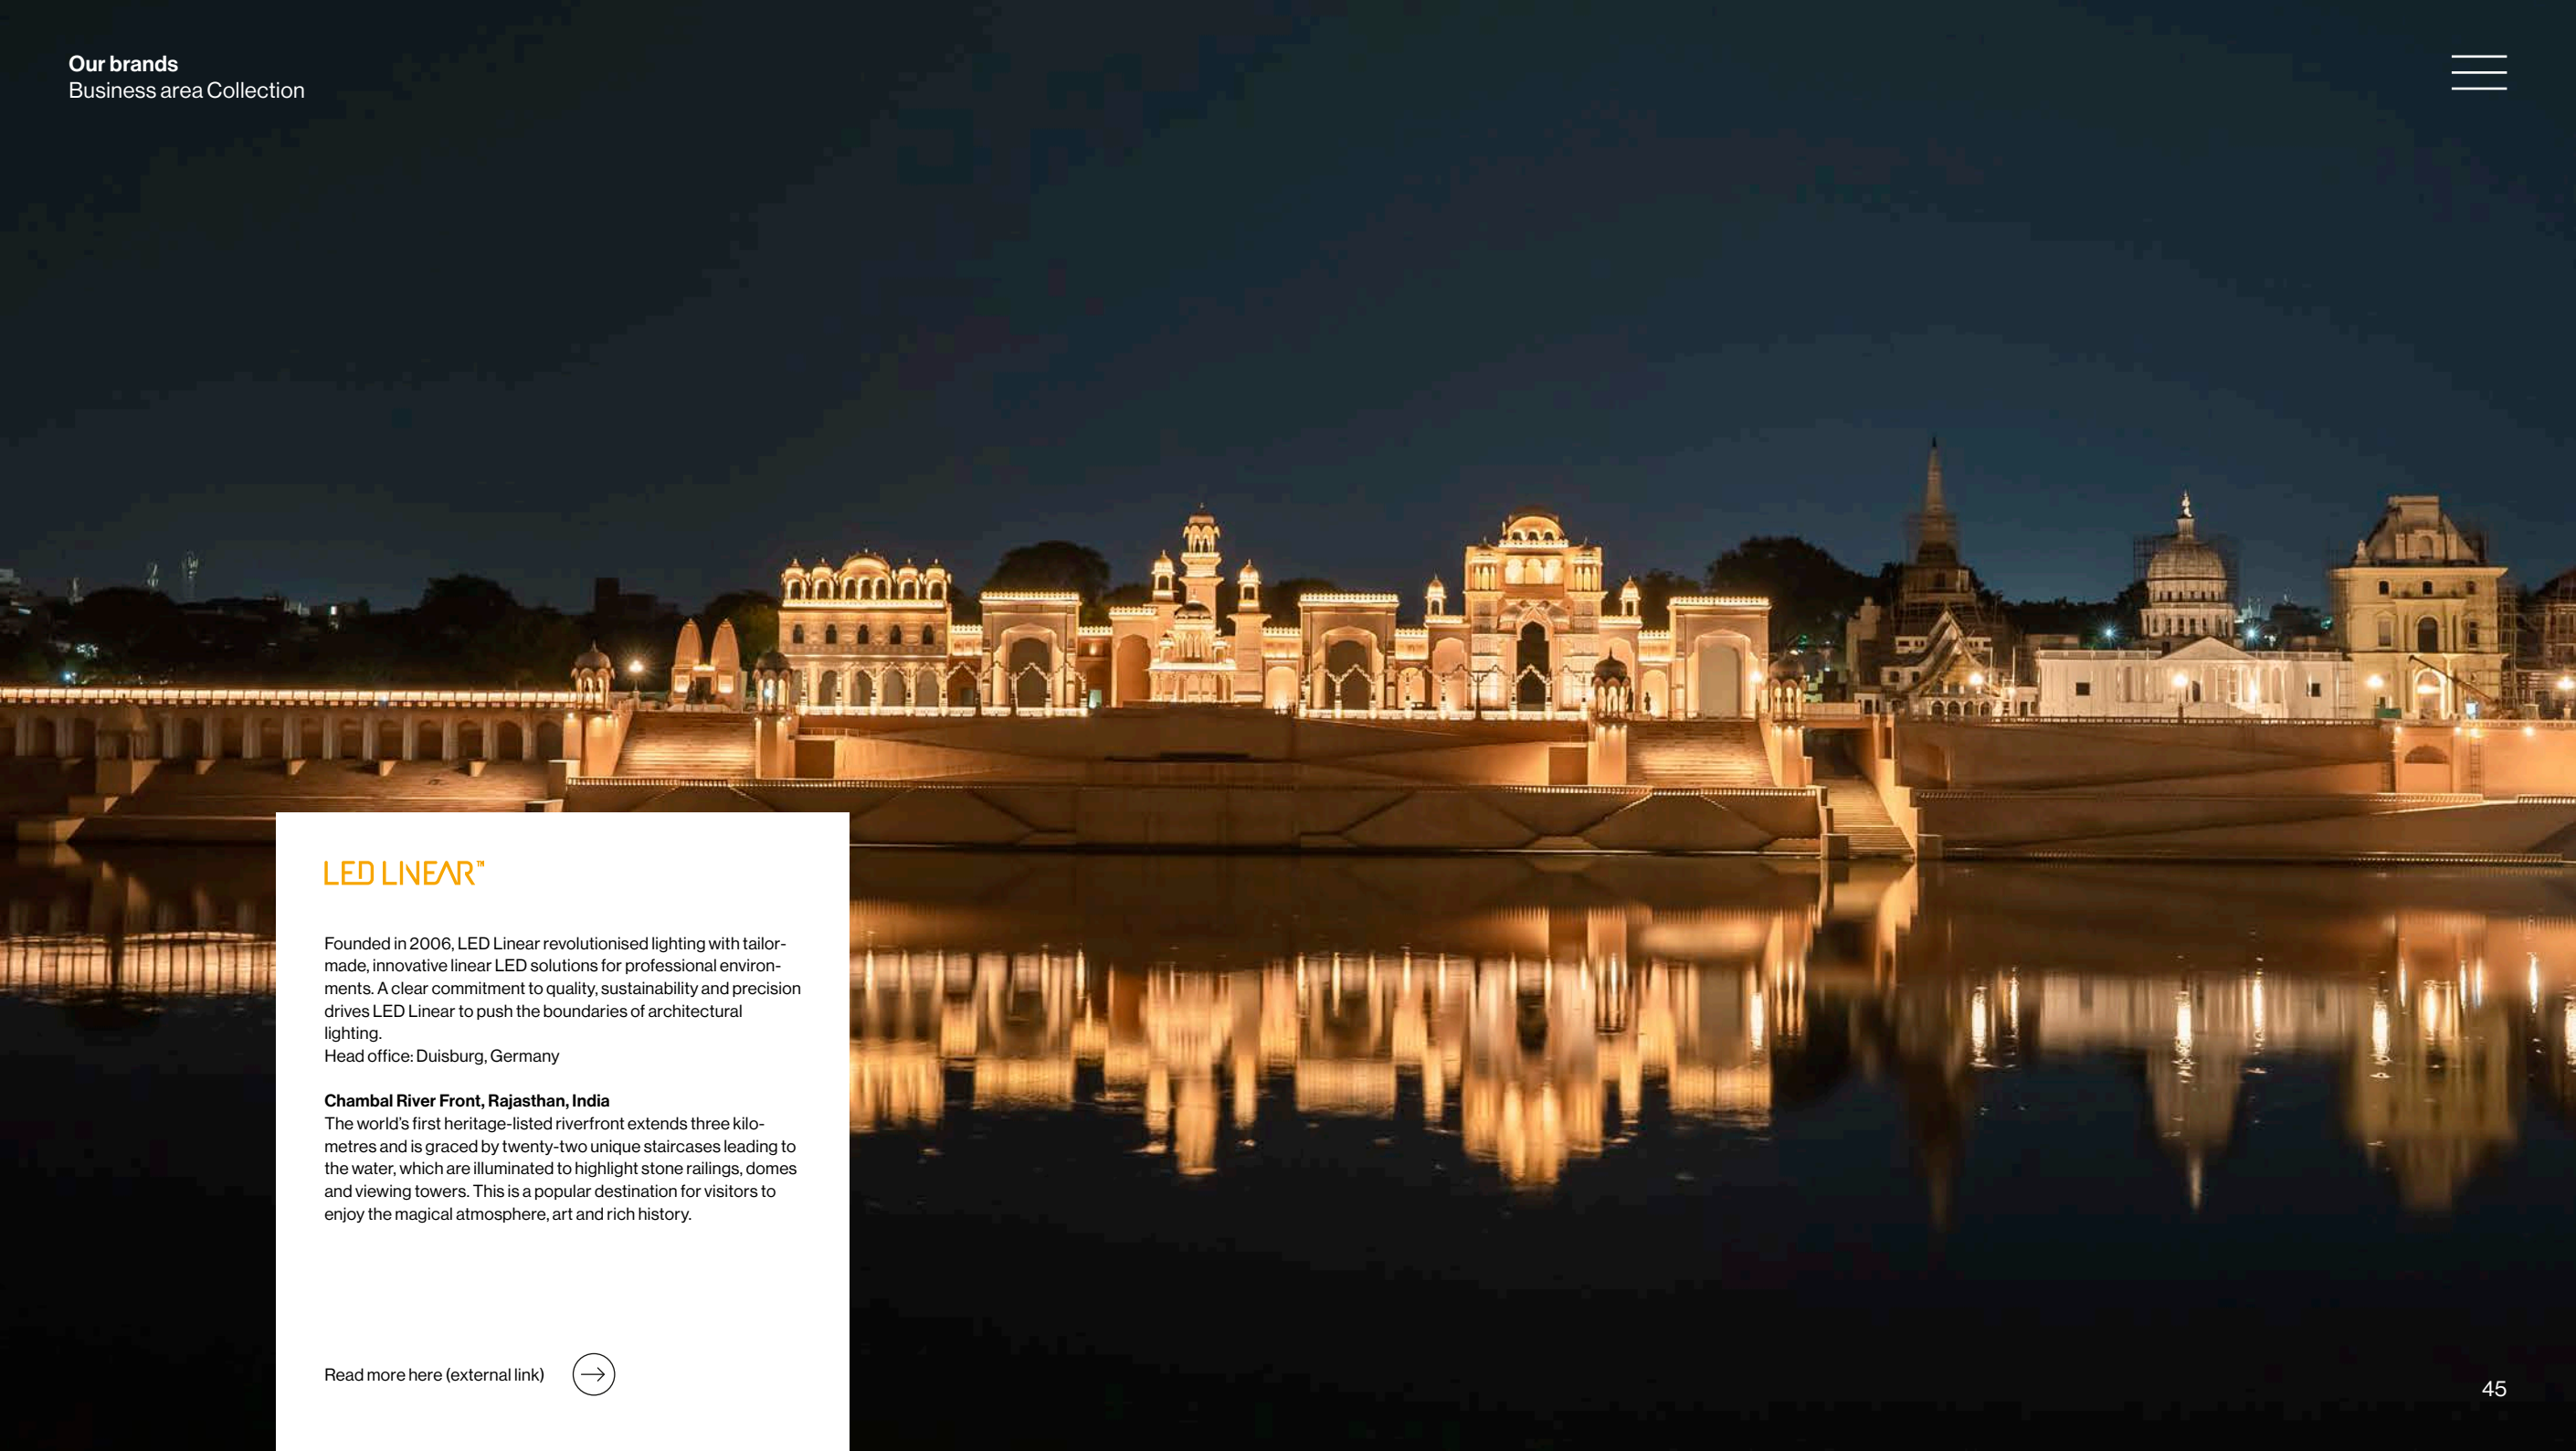 Our brands
Business area Collection
LED LINEAR™
Founded in 2006, LED Linear revolutionised lighting with tailor-
made, innovative linear LED solutions for professional environ-
ments. A clear commitment to quality, sustainability and precision
drives LED Linear to push the boundaries of architectural
lighting.
Head office: Duisburg, Germany
Chambal River Front, Rajasthan, India
The world’s first heritage-listed riverfront extends three kilo-
metres and is graced by twenty-two unique staircases leading to
the water, which are illuminated to highlight stone railings, domes
and viewing towers. This is a popular destination for visitors to
enjoy the magical atmosphere, art and rich history.
Read more here (external link)
45